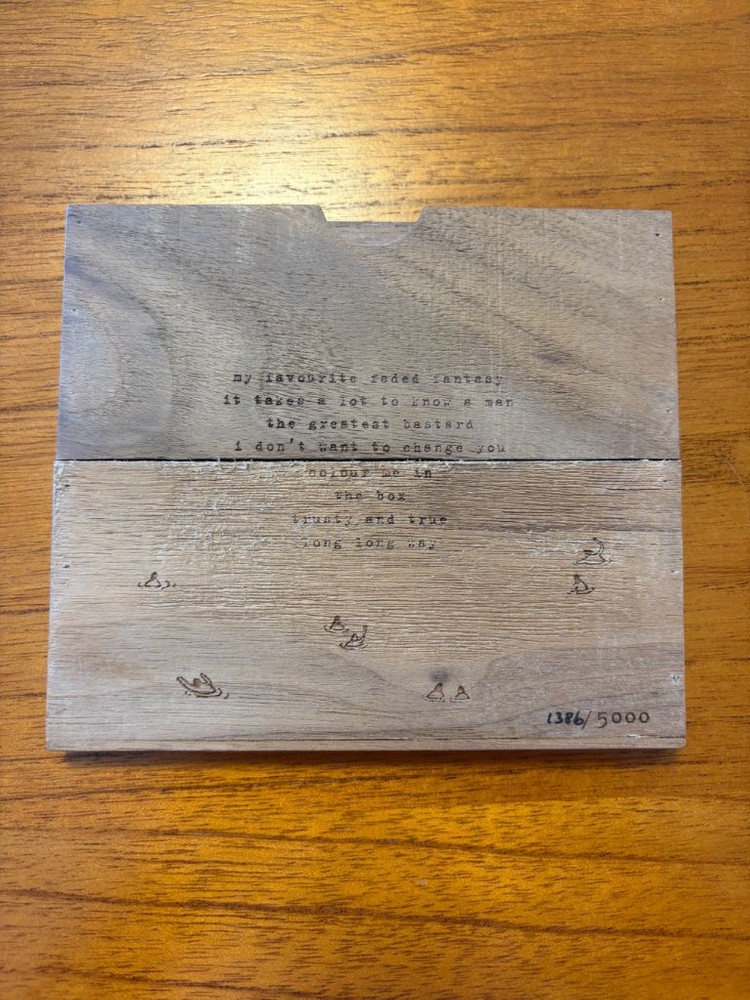 my favourite faded fantasy
it takes a lot to know a man
the greatest bastard
i don't want to change you
colour me in
the box
trusty and true
long long way
1386/5000